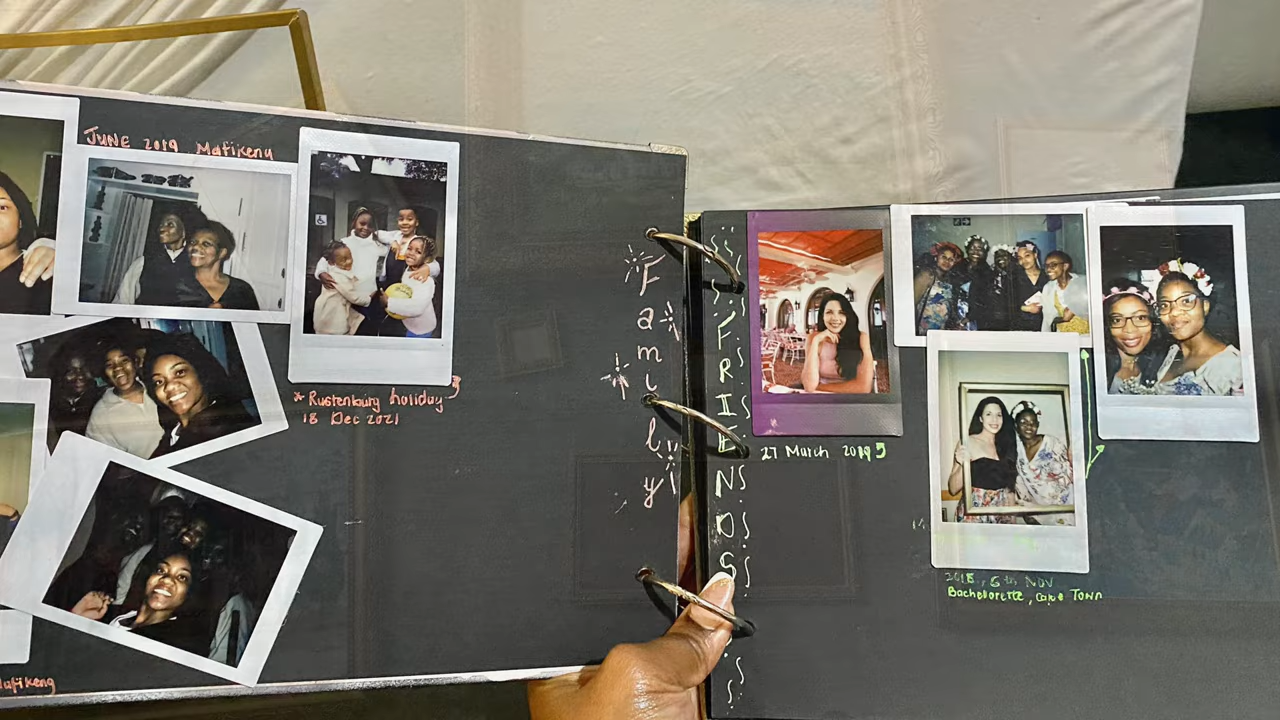 JUNE 2019 Mafikeng
* Rustenburg holiday
18 Dec 2021
Mafikeng
Family
FRIENDS
27 March 2019
2018, 6th NOV
Bachelorette, Cape Town